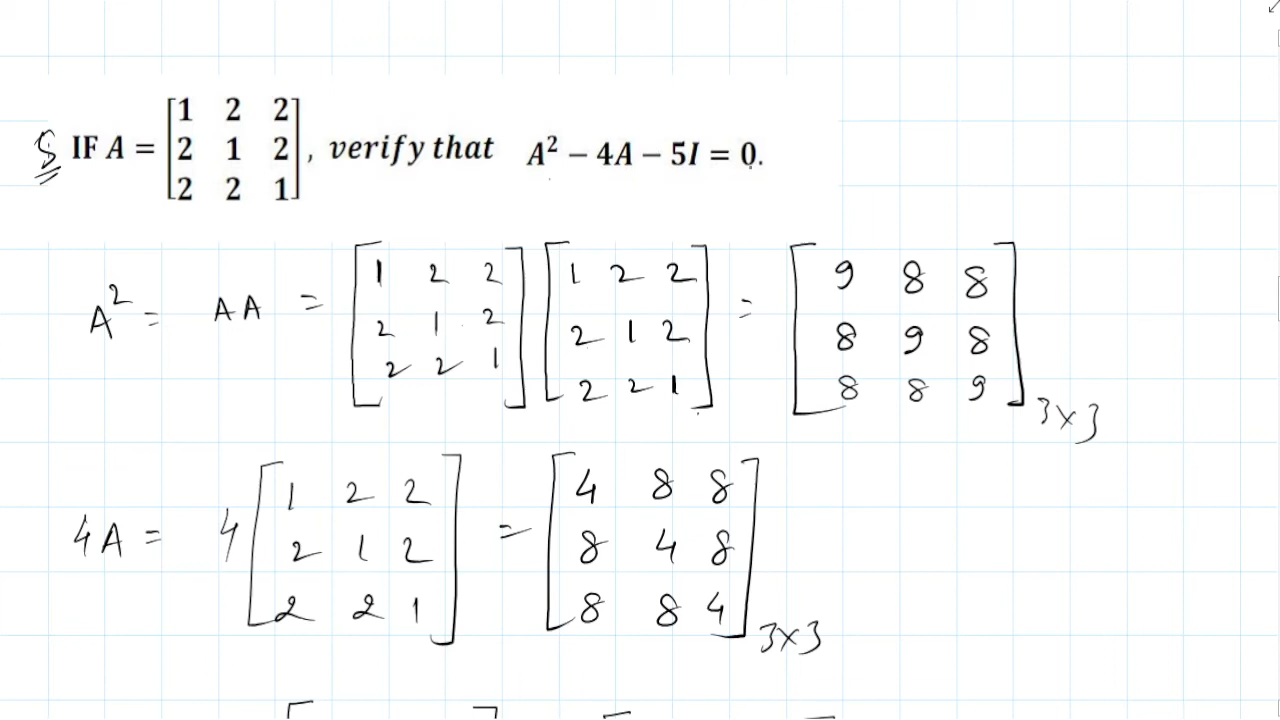 § IF A = [1 2 2
2 1 2
2 2 1], verify that A² − 4A − 5I = 0.
A² = AA = [1 2 2 [1 2 2 = [9 8 8
2 1 2 2 1 2 8 9 8
2 2 1] 2 2 1] 8 8 9] 3×3
4A = 4 [1 2 2 = [4 8 8
2 1 2 8 4 8
2 2 1] 8 8 4] 3×3